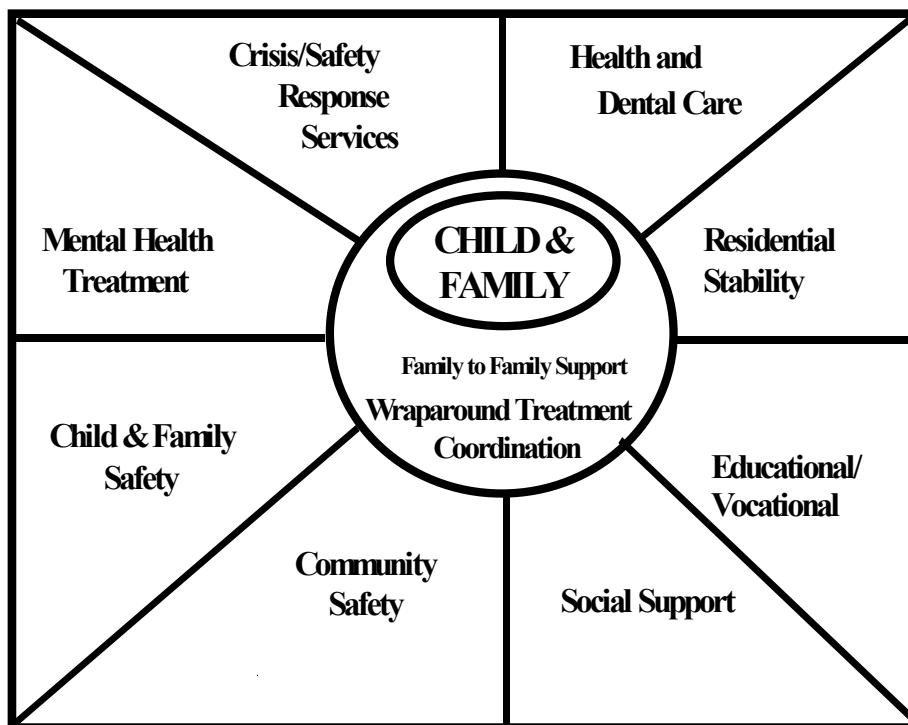 Crisis/Safety
Response
Services
Health and
Dental Care
Mental Health
Treatment
CHILD &
FAMILY
Residential
Stability
Family to Family Support
Wraparound Treatment
Coordination
Child & Family
Safety
Educational/
Vocational
Community
Safety
Social Support